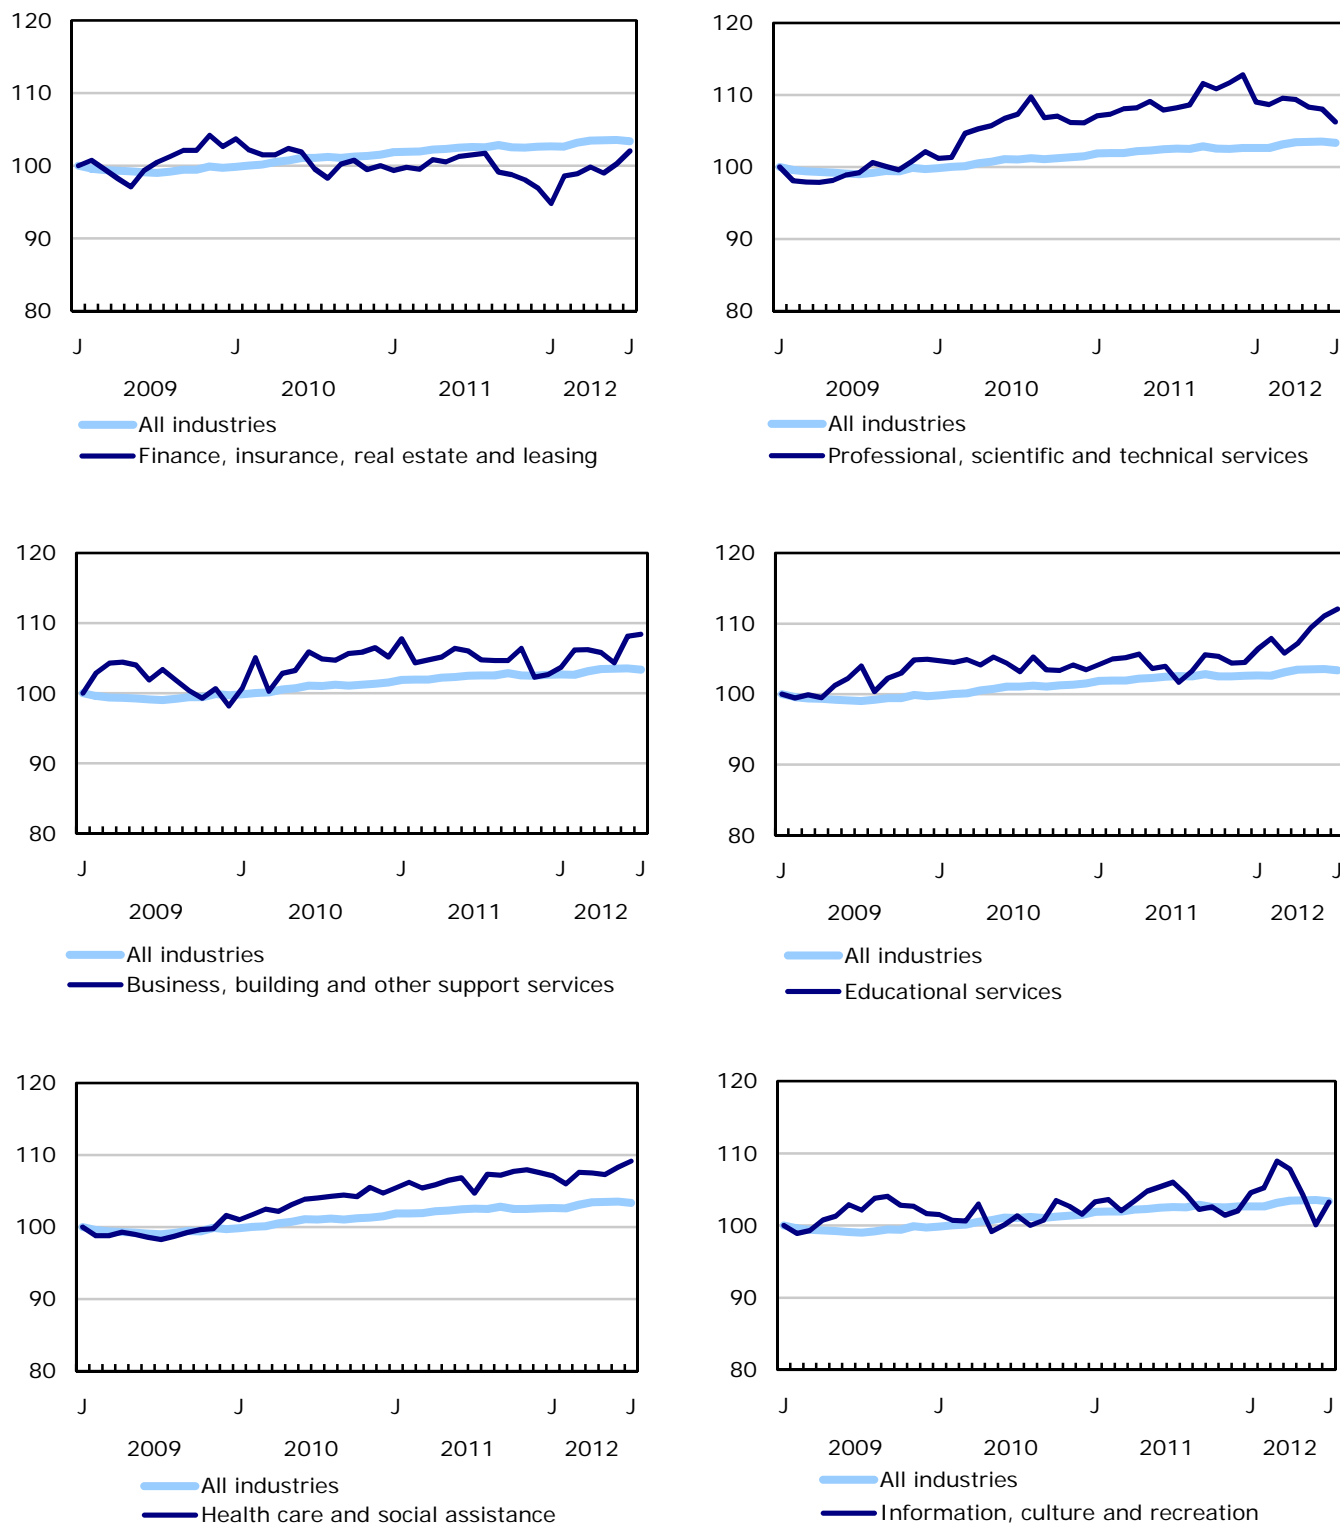 120
110
100
90
80
J J J J J
2009 2010 2011 2012
All industries
Finance, insurance, real estate and leasing
120
110
100
90
80
J J J J J
2009 2010 2011 2012
All industries
Professional, scientific and technical services
120
110
100
90
80
J J J J J
2009 2010 2011 2012
All industries
Business, building and other support services
120
110
100
90
80
J J J J J
2009 2010 2011 2012
All industries
Educational services
120
110
100
90
80
J J J J J
2009 2010 2011 2012
All industries
Health care and social assistance
120
110
100
90
80
J J J J J
2009 2010 2011 2012
All industries
Information, culture and recreation